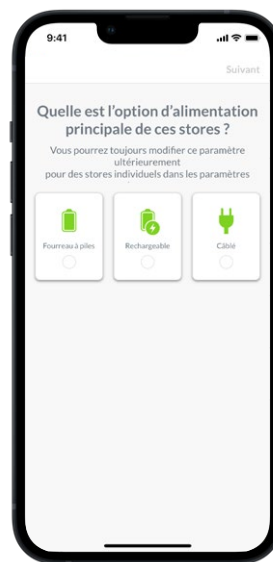 9:41
Suivant
Quelle est l'option d'alimentation
principale de ces stores ?
Vous pourrez toujours modifier ce paramètre
ultérieurement
pour des stores individuels dans les paramètres
Fourreau à piles Rechargeable Câblé